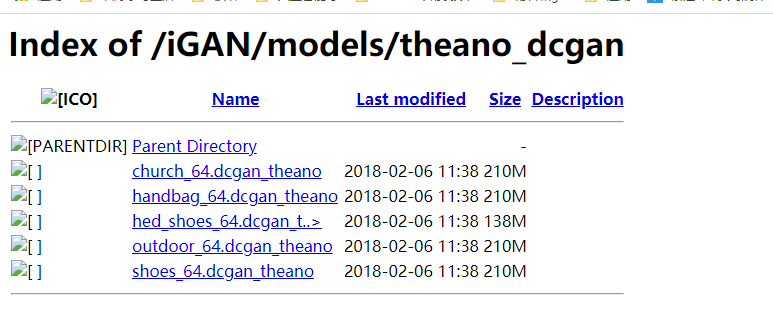 Index of /iGAN/models/theano_dcgan
[ICO] Name Last modified Size Description
[PARENTDIR] Parent Directory -
[ ] church_64.dcgan_theano 2018-02-06 11:38 210M
[ ] handbag_64.dcgan_theano 2018-02-06 11:38 210M
[ ] hed_shoes_64.dcgan_t..> 2018-02-06 11:38 138M
[ ] outdoor_64.dcgan_theano 2018-02-06 11:38 210M
[ ] shoes_64.dcgan_theano 2018-02-06 11:38 210M